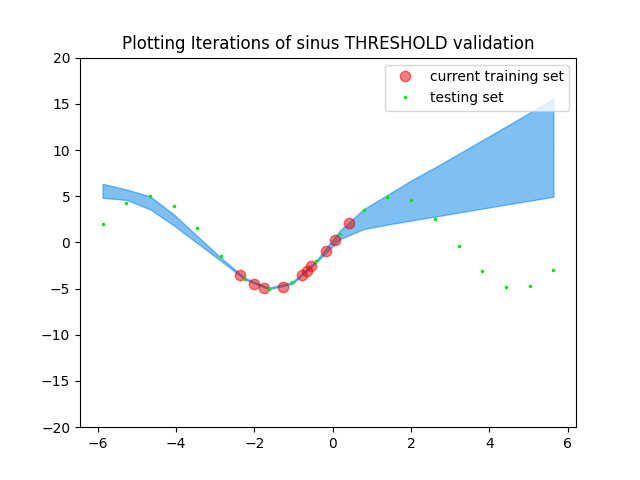 Plotting Iterations of sinus THRESHOLD validation
current training set
testing set
20
15
10
5
0
−5
−10
−15
−20
−6 −4 −2 0 2 4 6